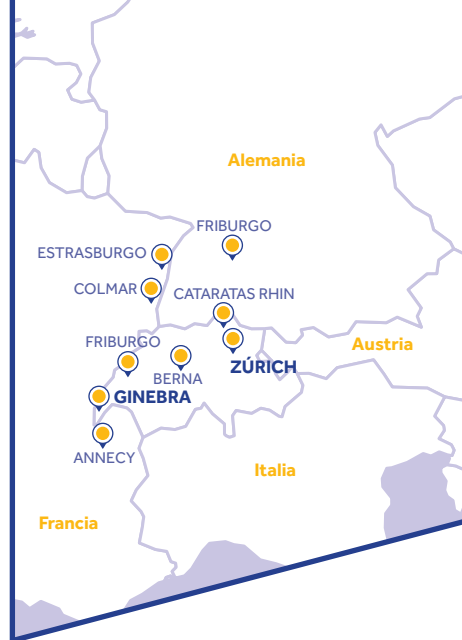 Alemania
FRIBURGO
ESTRASBURGO
COLMAR
CATARATAS RHIN
FRIBURGO
Austria
ZÚRICH
BERNA
GINEBRA
ANNECY
Italia
Francia